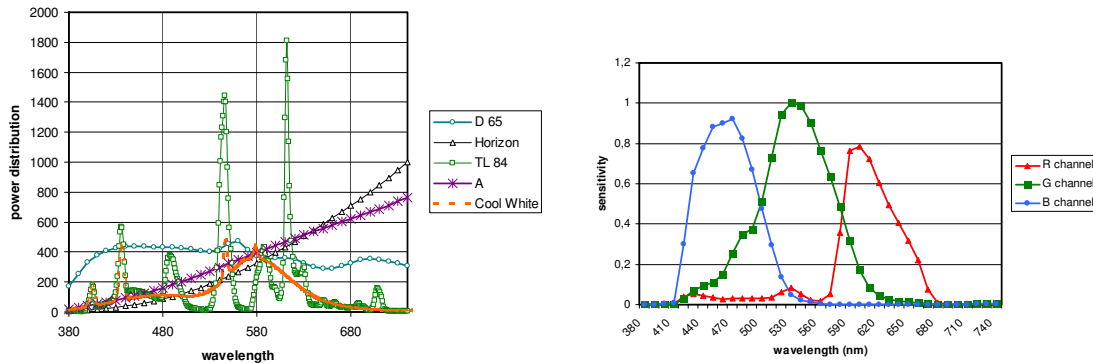 2000
1800
1600
1400
1200
1000
800
600
400
200
0
380 480 580 680
power distribution
wavelength
D 65
Horizon
TL 84
A
Cool White
1,2
1
0,8
0,6
0,4
0,2
0
380 410 440 470 500 530 560 590 620 650 680 710 740
sensitivity
wavelength (nm)
R channel
G channel
B channel